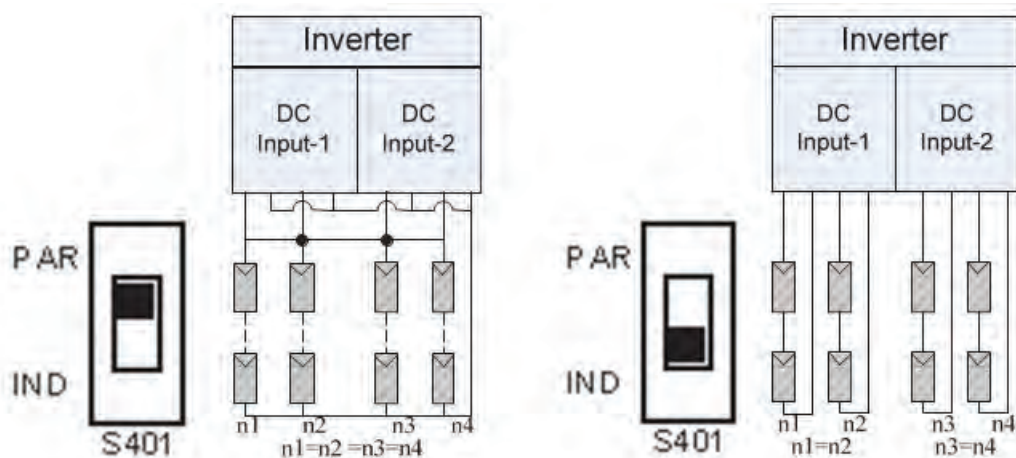 Inverter
DC
Input-1
DC
Input-2
PAR
IND
S401
n1 n2 n3 n4
n1=n2 =n3=n4
Inverter
DC
Input-1
DC
Input-2
PAR
IND
S401
n1 n2 n3 n4
n1=n2 n3=n4